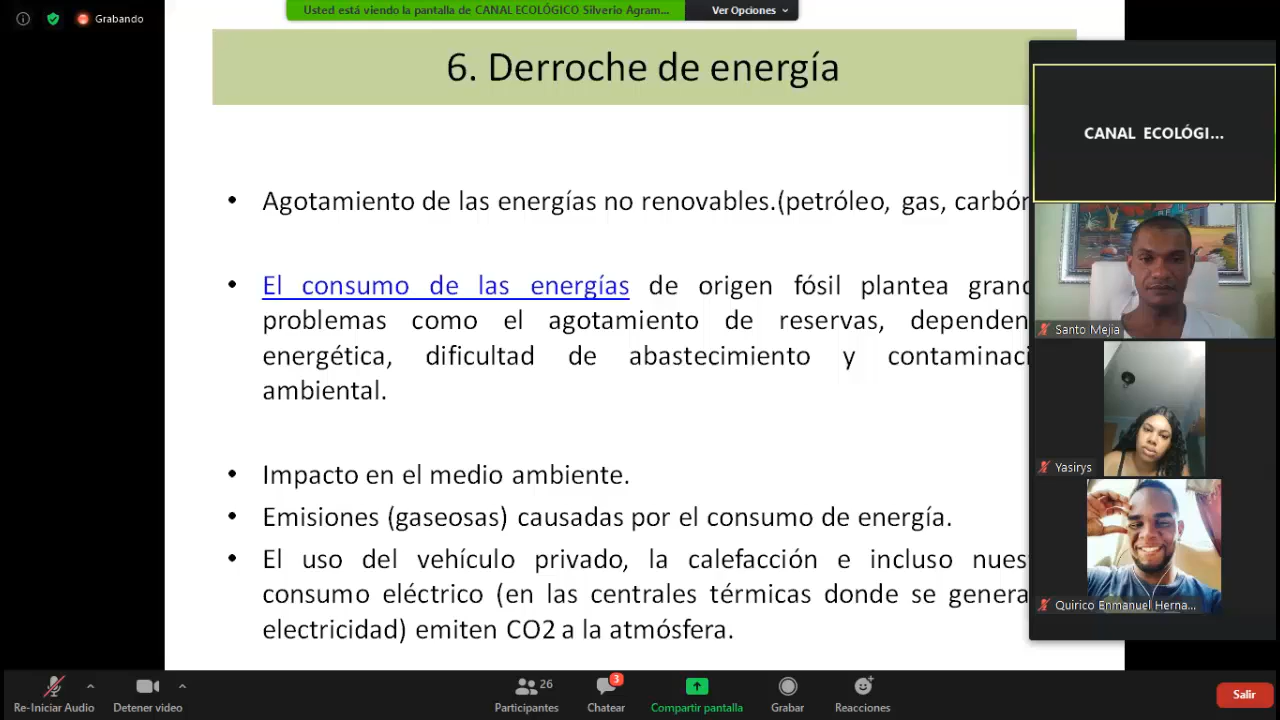 Grabando
Usted está viendo la pantalla de CANAL ECOLÓGICO Silverio Agram...
Ver Opciones
6. Derroche de energía
• Agotamiento de las energías no renovables.(petróleo, gas, carbón
• El consumo de las energías de origen fósil plantea grand
problemas como el agotamiento de reservas, dependen
energética, dificultad de abastecimiento y contaminaci
ambiental.
• Impacto en el medio ambiente.
• Emisiones (gaseosas) causadas por el consumo de energía.
• El uso del vehículo privado, la calefacción e incluso nues
consumo eléctrico (en las centrales térmicas donde se genera
electricidad) emiten CO2 a la atmósfera.
CANAL ECOLÓGI...
Santo Mejia
Yasirys
Quirico Enmanuel Herna...
Re-Iniciar Audio
Detener video
26
Participantes
3
Chatear
Compartir pantalla
Grabar
Reacciones
Salir